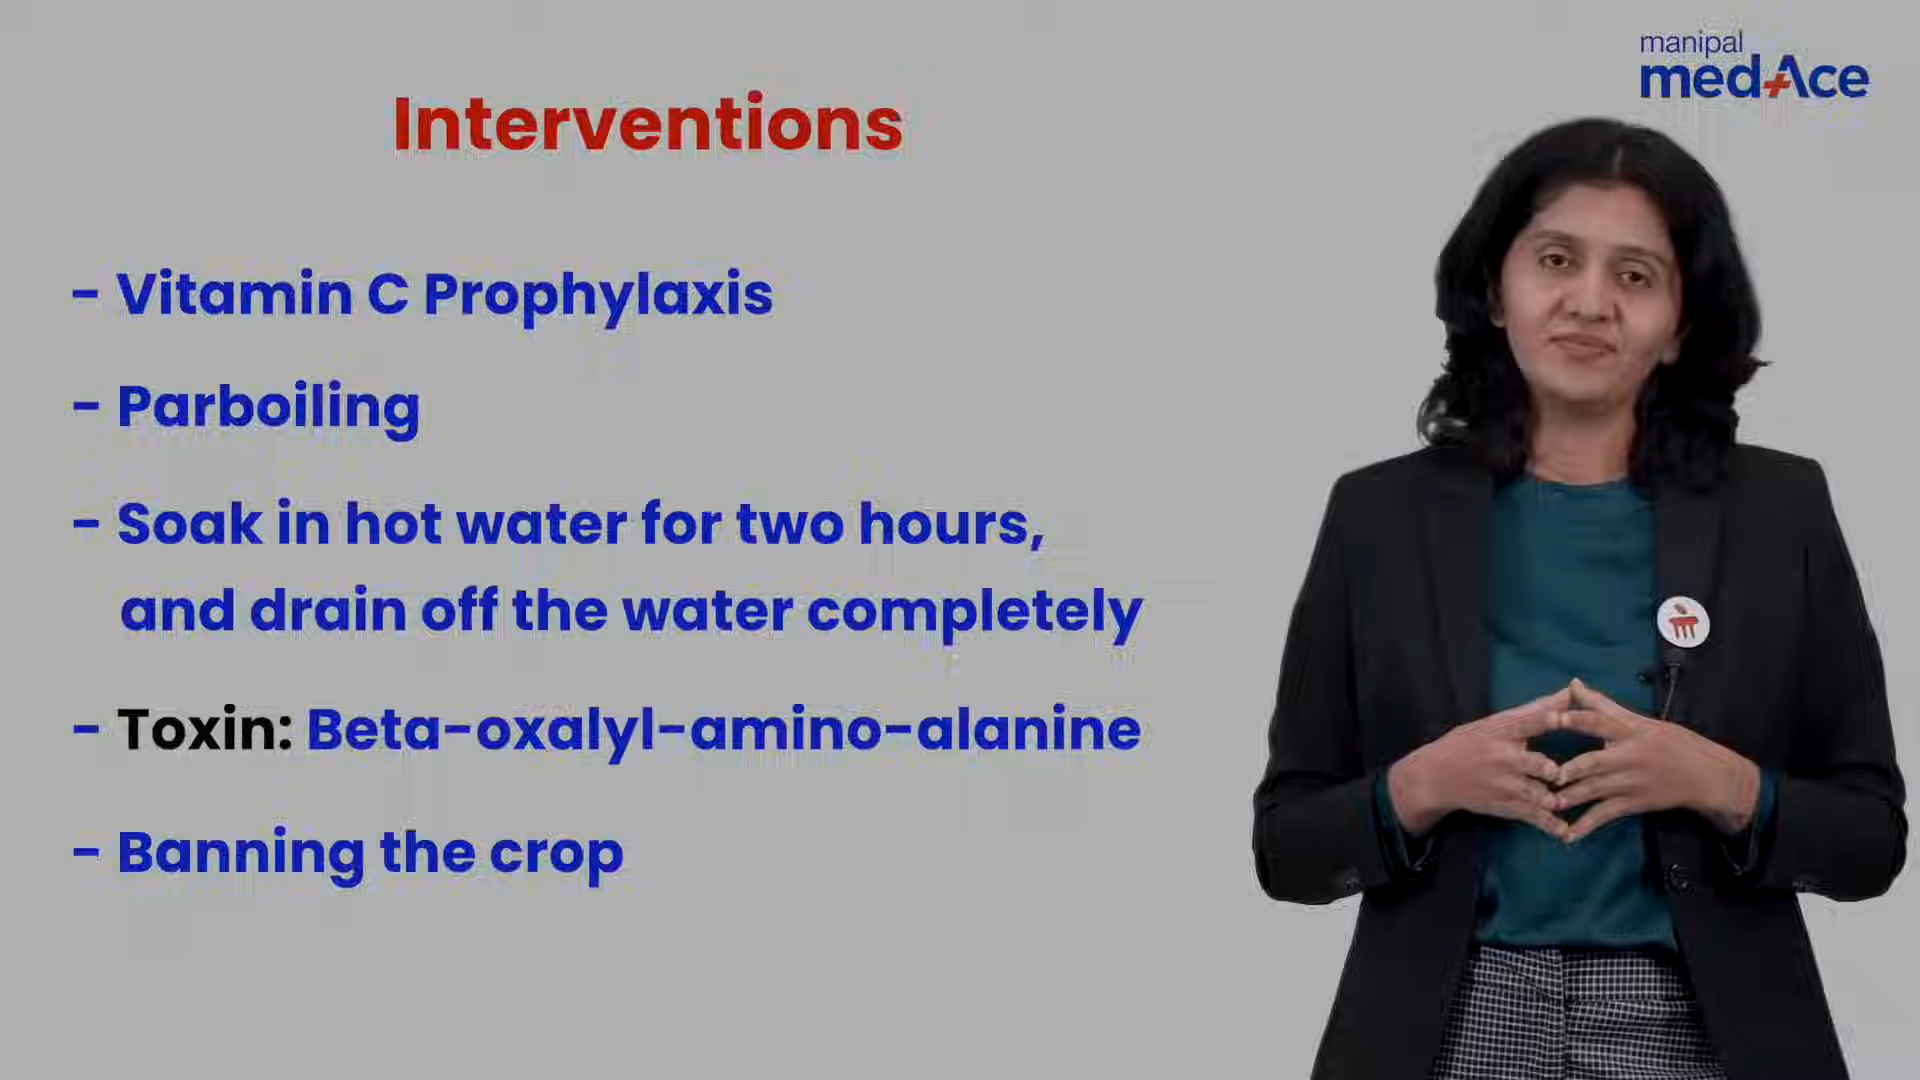 manipal
medAce
Interventions
- Vitamin C Prophylaxis
- Parboiling
- Soak in hot water for two hours,
and drain off the water completely
- Toxin: Beta-oxalyl-amino-alanine
- Banning the crop